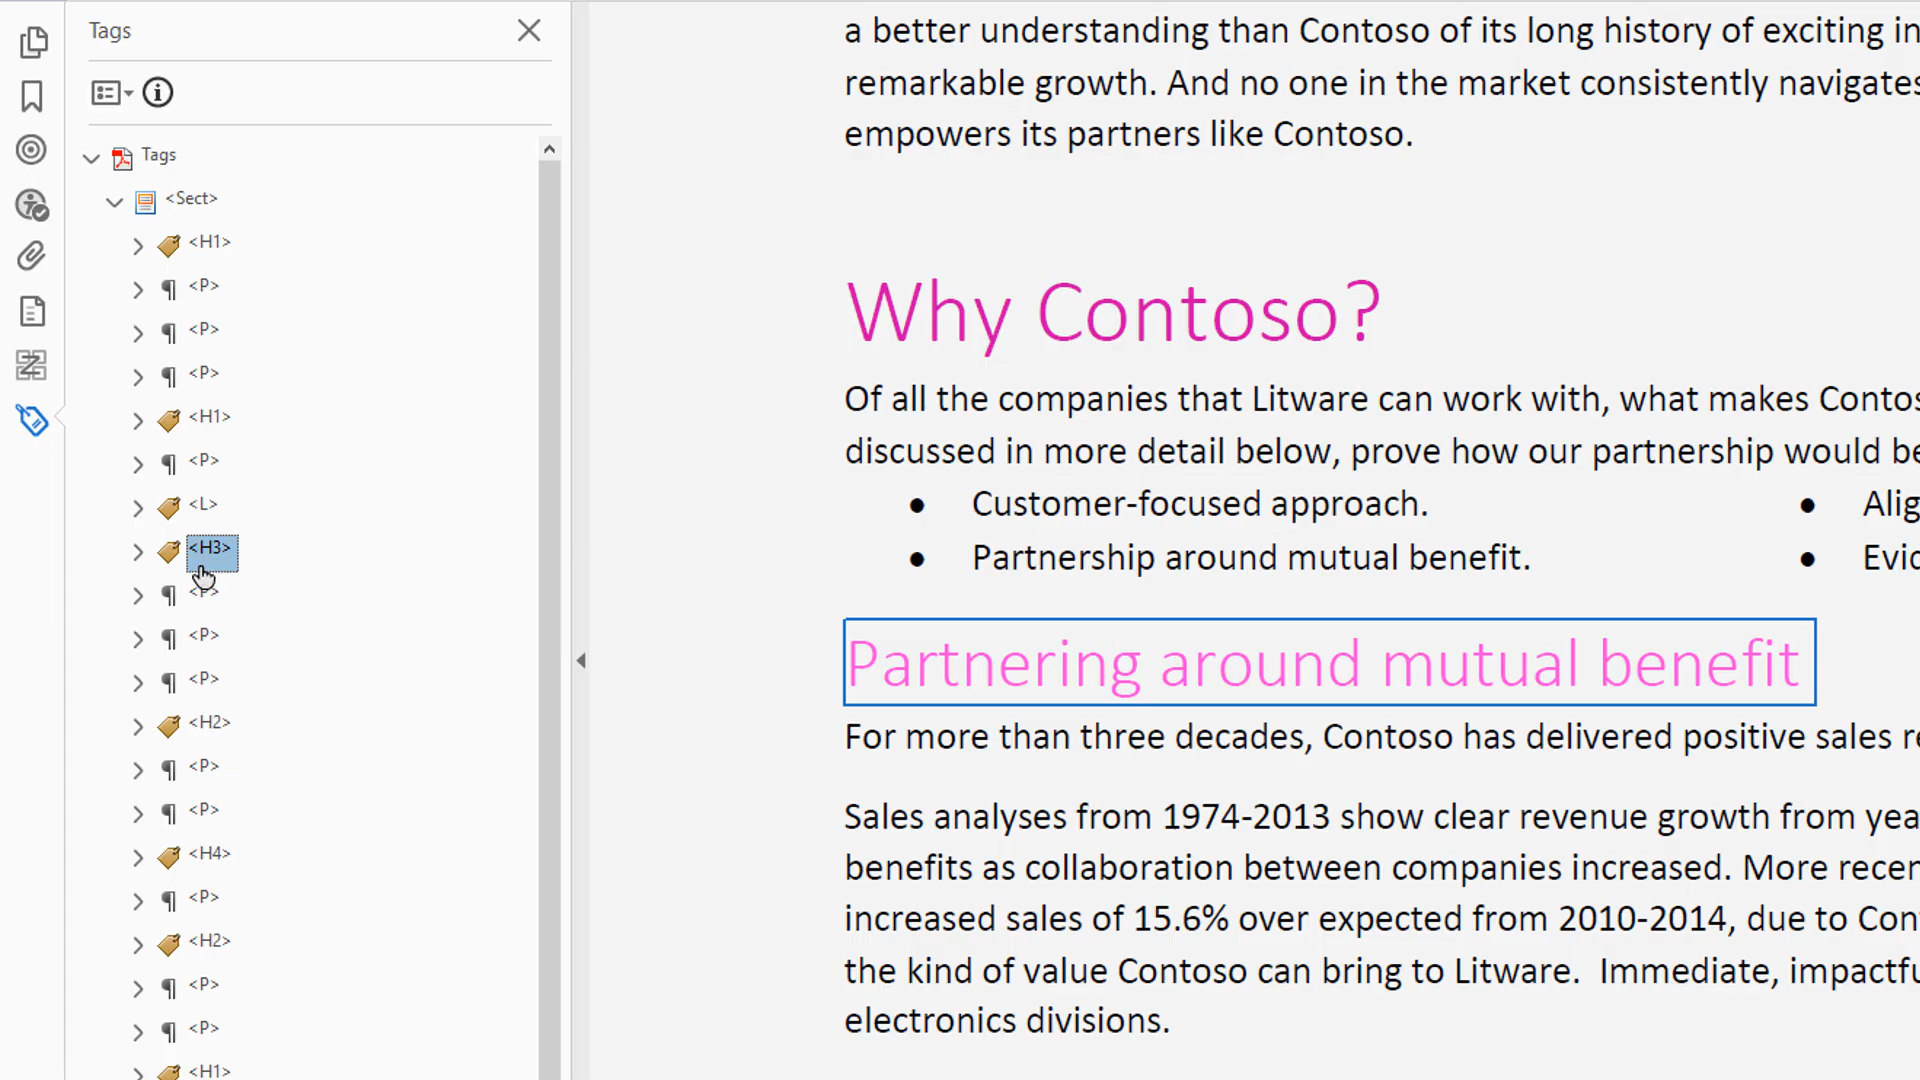 Tags
Tags
<Sect>
<H1>
<P>
<P>
<P>
<H1>
<P>
<L>
<H3>
<P>
<P>
<P>
<H2>
<P>
<P>
<H4>
<P>
<H2>
<P>
<P>
<H1>
a better understanding than Contoso of its long history of exciting in
remarkable growth. And no one in the market consistently navigates
empowers its partners like Contoso.
Why Contoso?
Of all the companies that Litware can work with, what makes Contos
discussed in more detail below, prove how our partnership would be
• Customer-focused approach. • Alig
• Partnership around mutual benefit. • Evid
Partnering around mutual benefit
For more than three decades, Contoso has delivered positive sales re
Sales analyses from 1974-2013 show clear revenue growth from yea
benefits as collaboration between companies increased. More recen
increased sales of 15.6% over expected from 2010-2014, due to Con
the kind of value Contoso can bring to Litware.  Immediate, impactfu
electronics divisions.